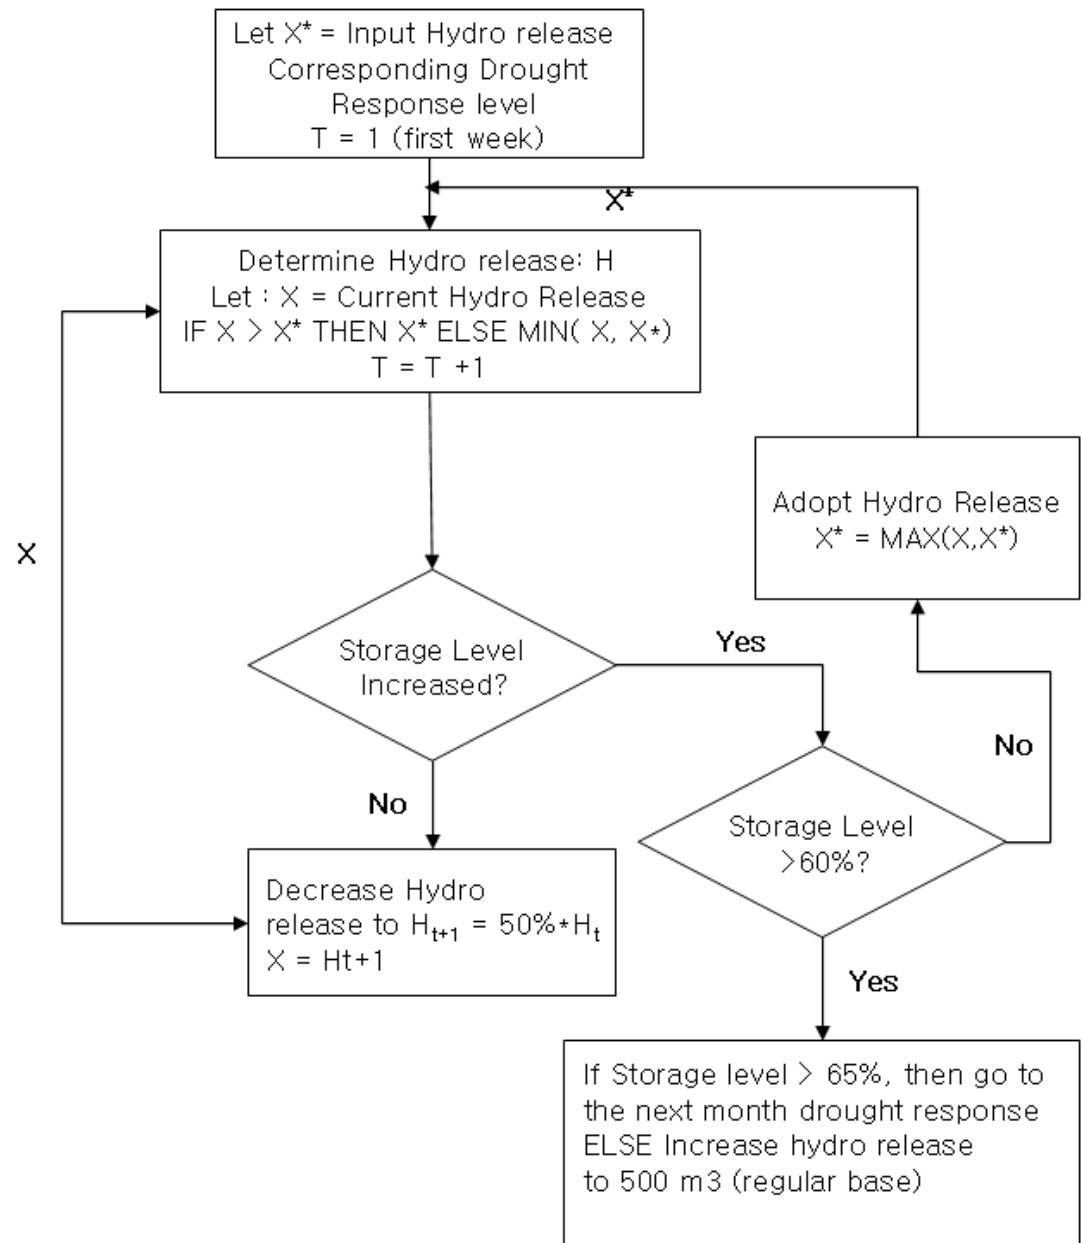 Let X* = Input Hydro release
Corresponding Drought
Response level
T = 1 (first week)
X*
Determine Hydro release: H
Let : X = Current Hydro Release
IF X > X* THEN X* ELSE MIN( X, X*)
T = T +1
Adopt Hydro Release
X* = MAX(X,X*)
X
Storage Level
Increased?
Yes
No
No
Storage Level
>60%?
Decrease Hydro
release to Ht+1 = 50%*Ht
X = Ht+1
Yes
If Storage level > 65%, then go to
the next month drought response
ELSE Increase hydro release
to 500 m3 (regular base)